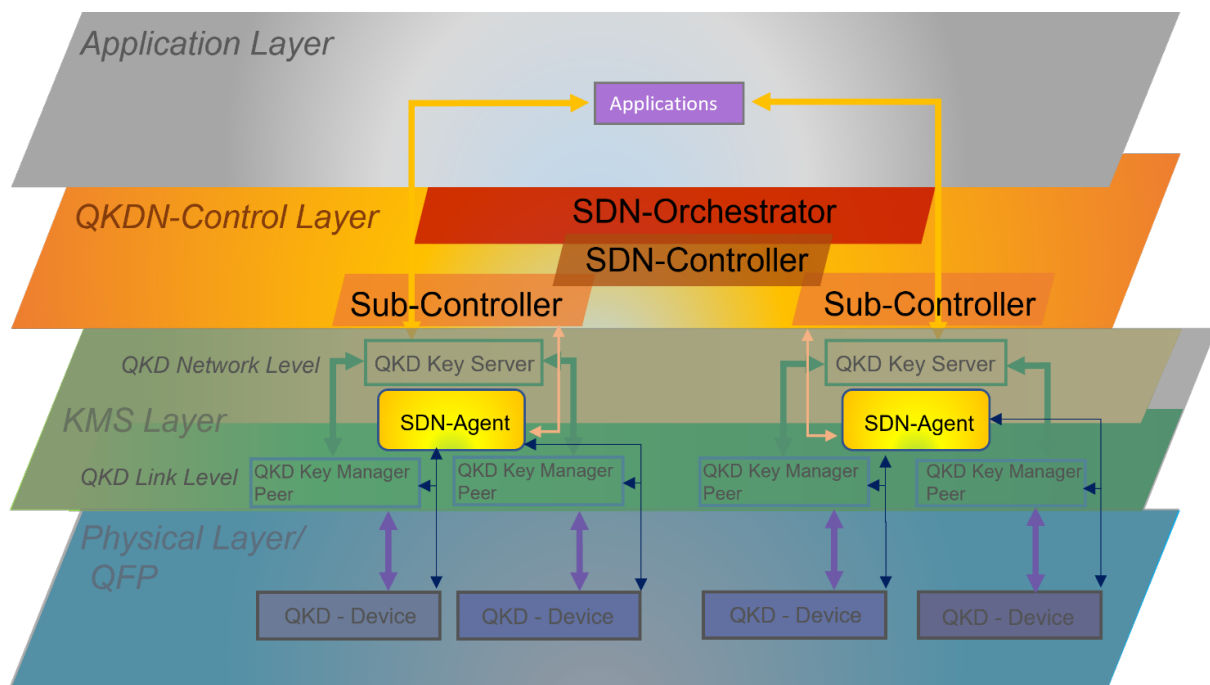 Application Layer
Applications
QKDN-Control Layer
SDN-Orchestrator
SDN-Controller
Sub-Controller
Sub-Controller
QKD Network Level
QKD Key Server
QKD Key Server
KMS Layer
SDN-Agent
SDN-Agent
QKD Link Level
QKD Key Manager
Peer
QKD Key Manager
Peer
QKD Key Manager
Peer
QKD Key Manager
Peer
Physical Layer/
QFP
QKD - Device
QKD - Device
QKD - Device
QKD - Device